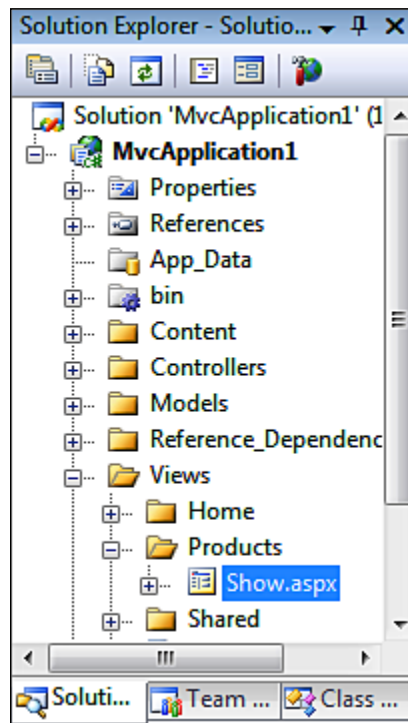 Solution Explorer - Solutio...
Solution 'MvcApplication1' (1
MvcApplication1
Properties
References
App_Data
bin
Content
Controllers
Models
Reference_Dependenc
Views
Home
Products
Show.aspx
Shared
Soluti... Team ... Class ...